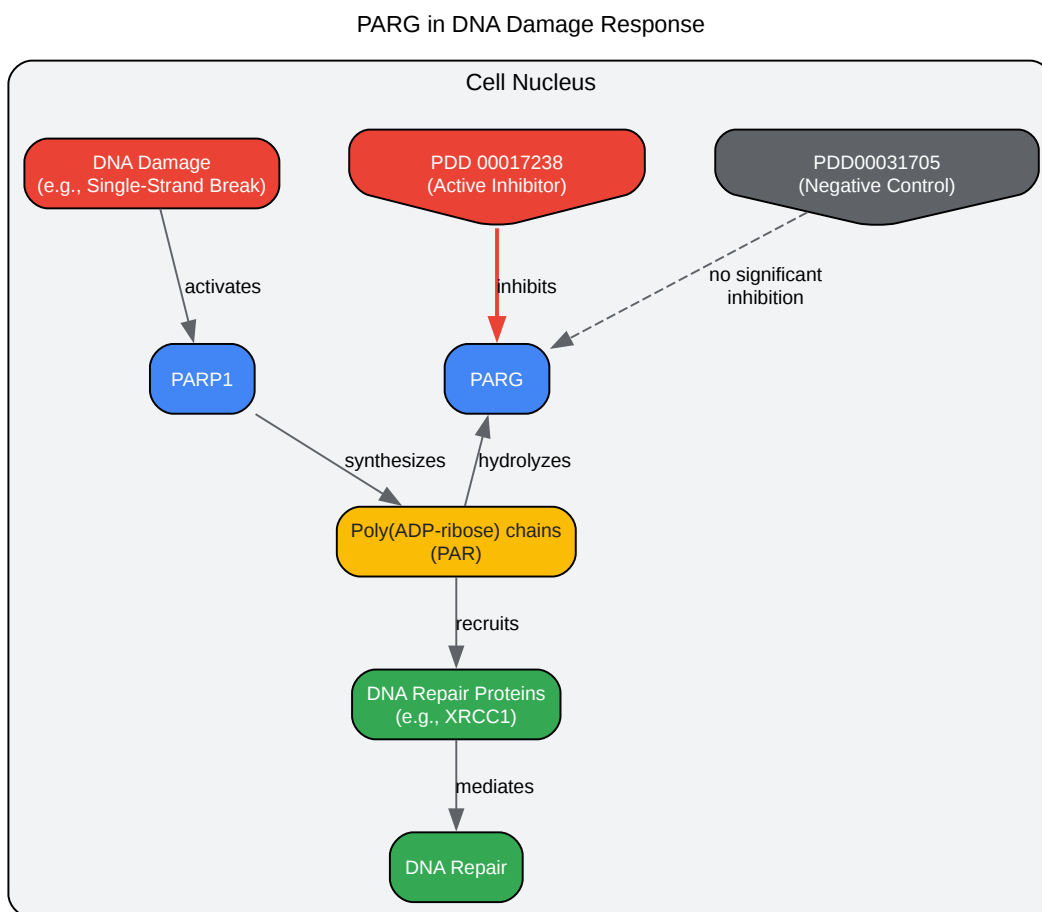 PARG in DNA Damage Response
Cell Nucleus
DNA Damage
(e.g., Single-Strand Break)
PDD 00017238
(Active Inhibitor)
PDD00031705
(Negative Control)
activates
inhibits
no significant
inhibition
PARP1
PARG
synthesizes
hydrolyzes
Poly(ADP-ribose) chains
(PAR)
recruits
DNA Repair Proteins
(e.g., XRCC1)
mediates
DNA Repair